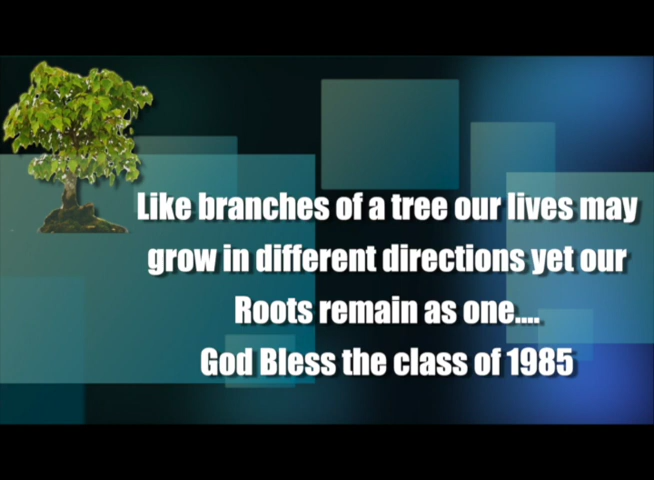 Like branches of a tree our lives may
grow in different directions yet our
Roots remain as one....
God Bless the class of 1985